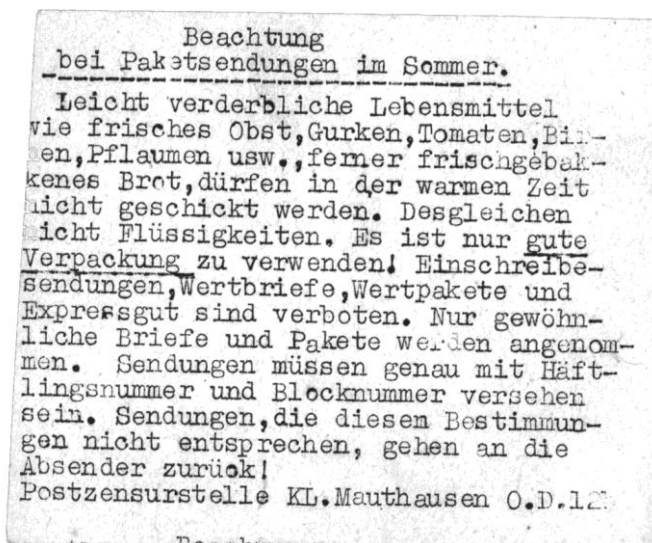 Beachtung
bei Paketsendungen im Sommer.
Leicht verderbliche Lebensmittel
wie frisches Obst,Gurken,Tomaten,Bir-
en,Pflaumen usw.,ferner frischgebak-
kenes Brot,dürfen in der warmen Zeit
nicht geschickt werden. Desgleichen
icht Flüssigkeiten. Es ist nur gute
Verpackung zu verwenden! Einschreibe-
sendungen,Wertbriefe,Wertpakete und
Expressgut sind verboten. Nur gewöhn-
liche Briefe und Pakete werden angenom-
men. Sendungen müssen genau mit Häft-
lingsnummer und Blocknummer versehen
sein. Sendungen,die diesen Bestimmun-
gen nicht entsprechen, gehen an die
Absender zurück!
Postzensurstelle KL.Mauthausen O.D.